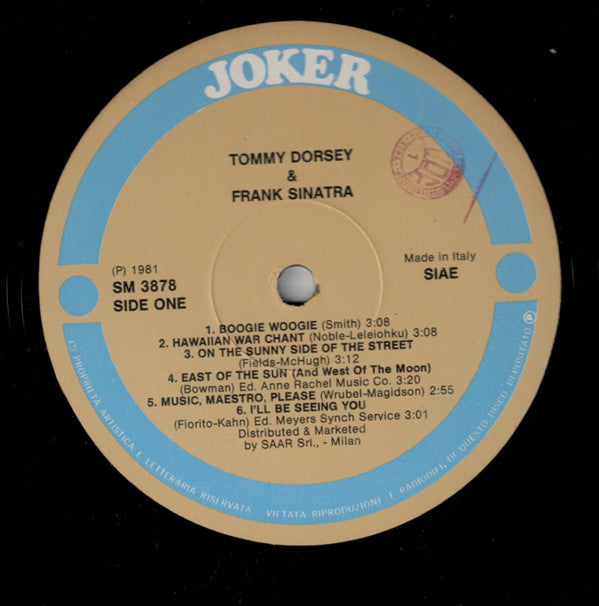 JOKER
TOMMY DORSEY
&
FRANK SINATRA
(P) 1981
SM 3878
SIDE ONE
Made in Italy
SIAE
1. BOOGIE WOOGIE (Smith) 3:08
2. HAWAIIAN WAR CHANT (Noble-Leleiohku) 3:08
3. ON THE SUNNY SIDE OF THE STREET
(Fields-McHugh) 3:12
4. EAST OF THE SUN (And West Of The Moon)
(Bowman) Ed. Anne Rachel Music Co. 3:20
5. MUSIC, MAESTRO, PLEASE (Wrubel-Magidson) 2:55
6. I'LL BE SEEING YOU
(Fiorito-Kahn) Ed. Meyers Synch Service 3:01
Distributed & Marketed
by SAAR Srl., - Milan
© PROPRIETÀ ARTISTICA E LETTERARIA RISERVATA - VIETATA RIPRODUZIONE E RADIODIFF. DI QUESTO DISCO DEPOSITATO ℗